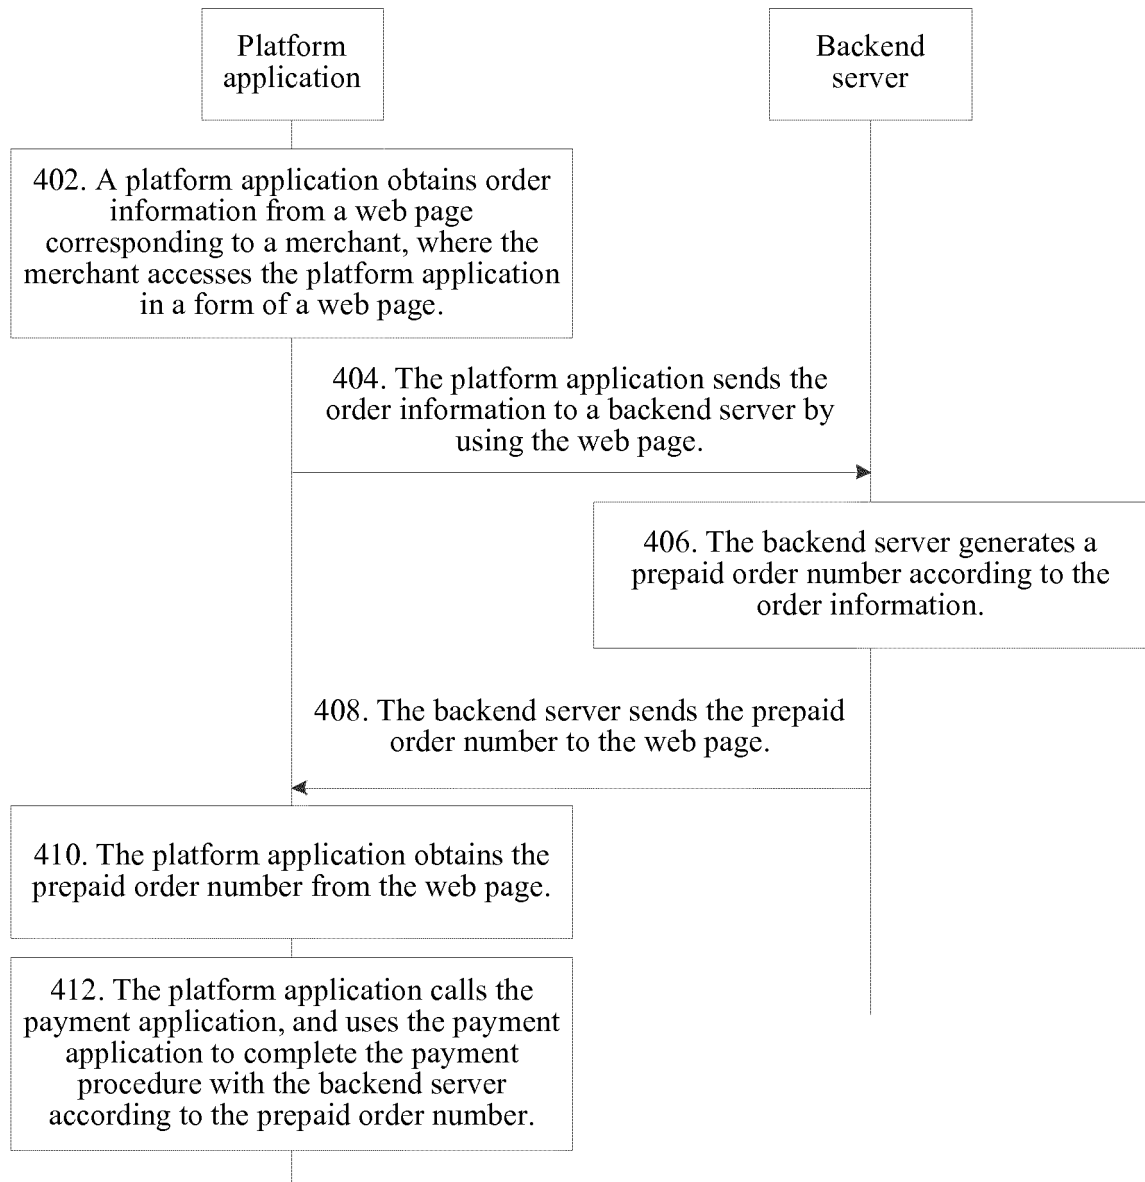 Platform
application
Backend
server
402. A platform application obtains order
information from a web page
corresponding to a merchant, where the
merchant accesses the platform application
in a form of a web page.
404. The platform application sends the
order information to a backend server by
using the web page.
406. The backend server generates a
prepaid order number according to the
order information.
408. The backend server sends the prepaid
order number to the web page.
410. The platform application obtains the
prepaid order number from the web page.
412. The platform application calls the
payment application, and uses the payment
application to complete the payment
procedure with the backend server
according to the prepaid order number.